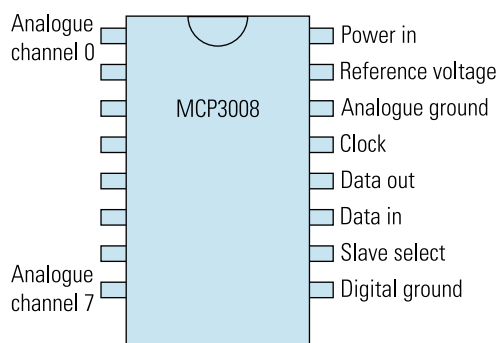 Analogue
channel 0
Power in
Reference voltage
MCP3008
Analogue ground
Clock
Data out
Data in
Slave select
Analogue
channel 7
Digital ground